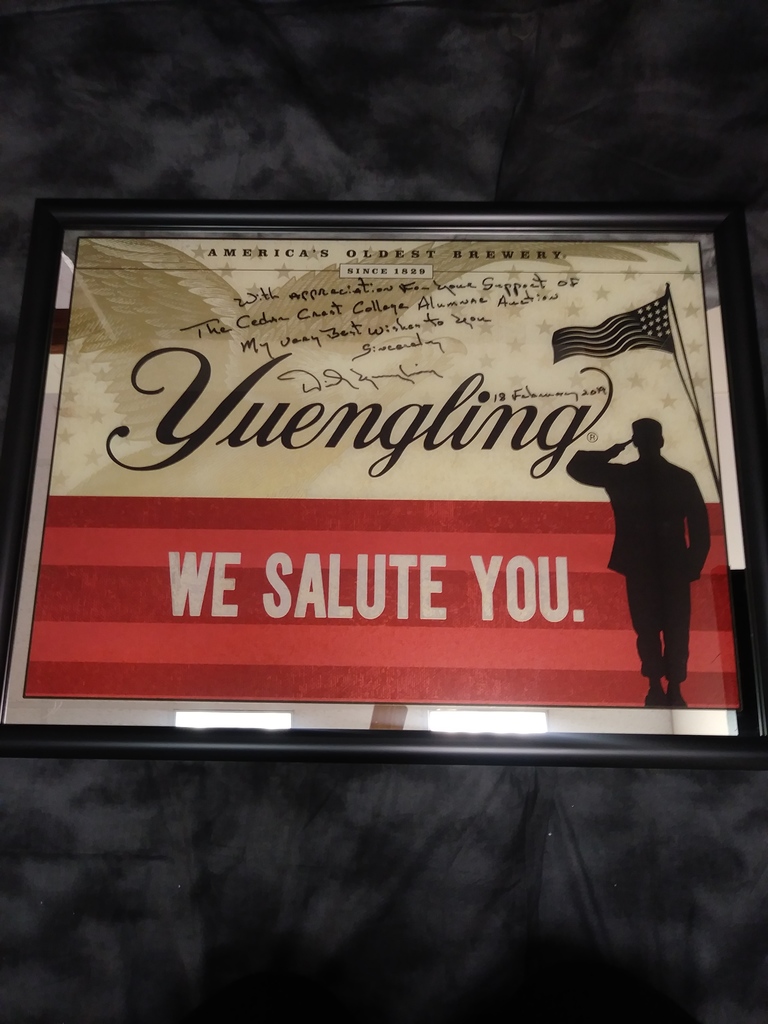 AMERICA'S OLDEST BREWERY
SINCE 1829
With appreciation for your support of
The Cedar Crest College Alumnae Auction
My very Best Wishes to you
Sincerely
18 February 2019
Yuengling®
WE SALUTE YOU.